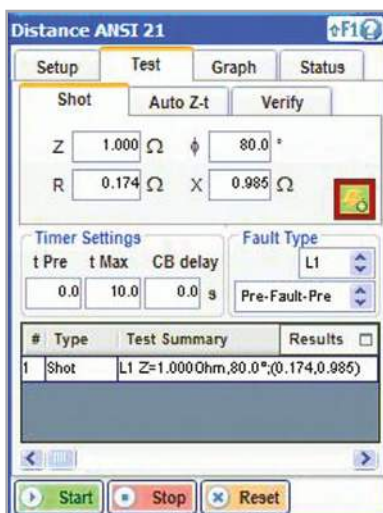 Distance ANSI 21 ⇧F1?
Setup Test Graph Status
Shot Auto Z-t Verify
Z 1.000 Ω ϕ 80.0 °
R 0.174 Ω X 0.985 Ω
Timer Settings Fault Type
t Pre t Max CB delay L1
0.0 10.0 0.0 s Pre-Fault-Pre
# Type Test Summary Results
1 Shot L1 Z=1.000Ohm,80.0°;(0.174,0.985)
Start Stop Reset